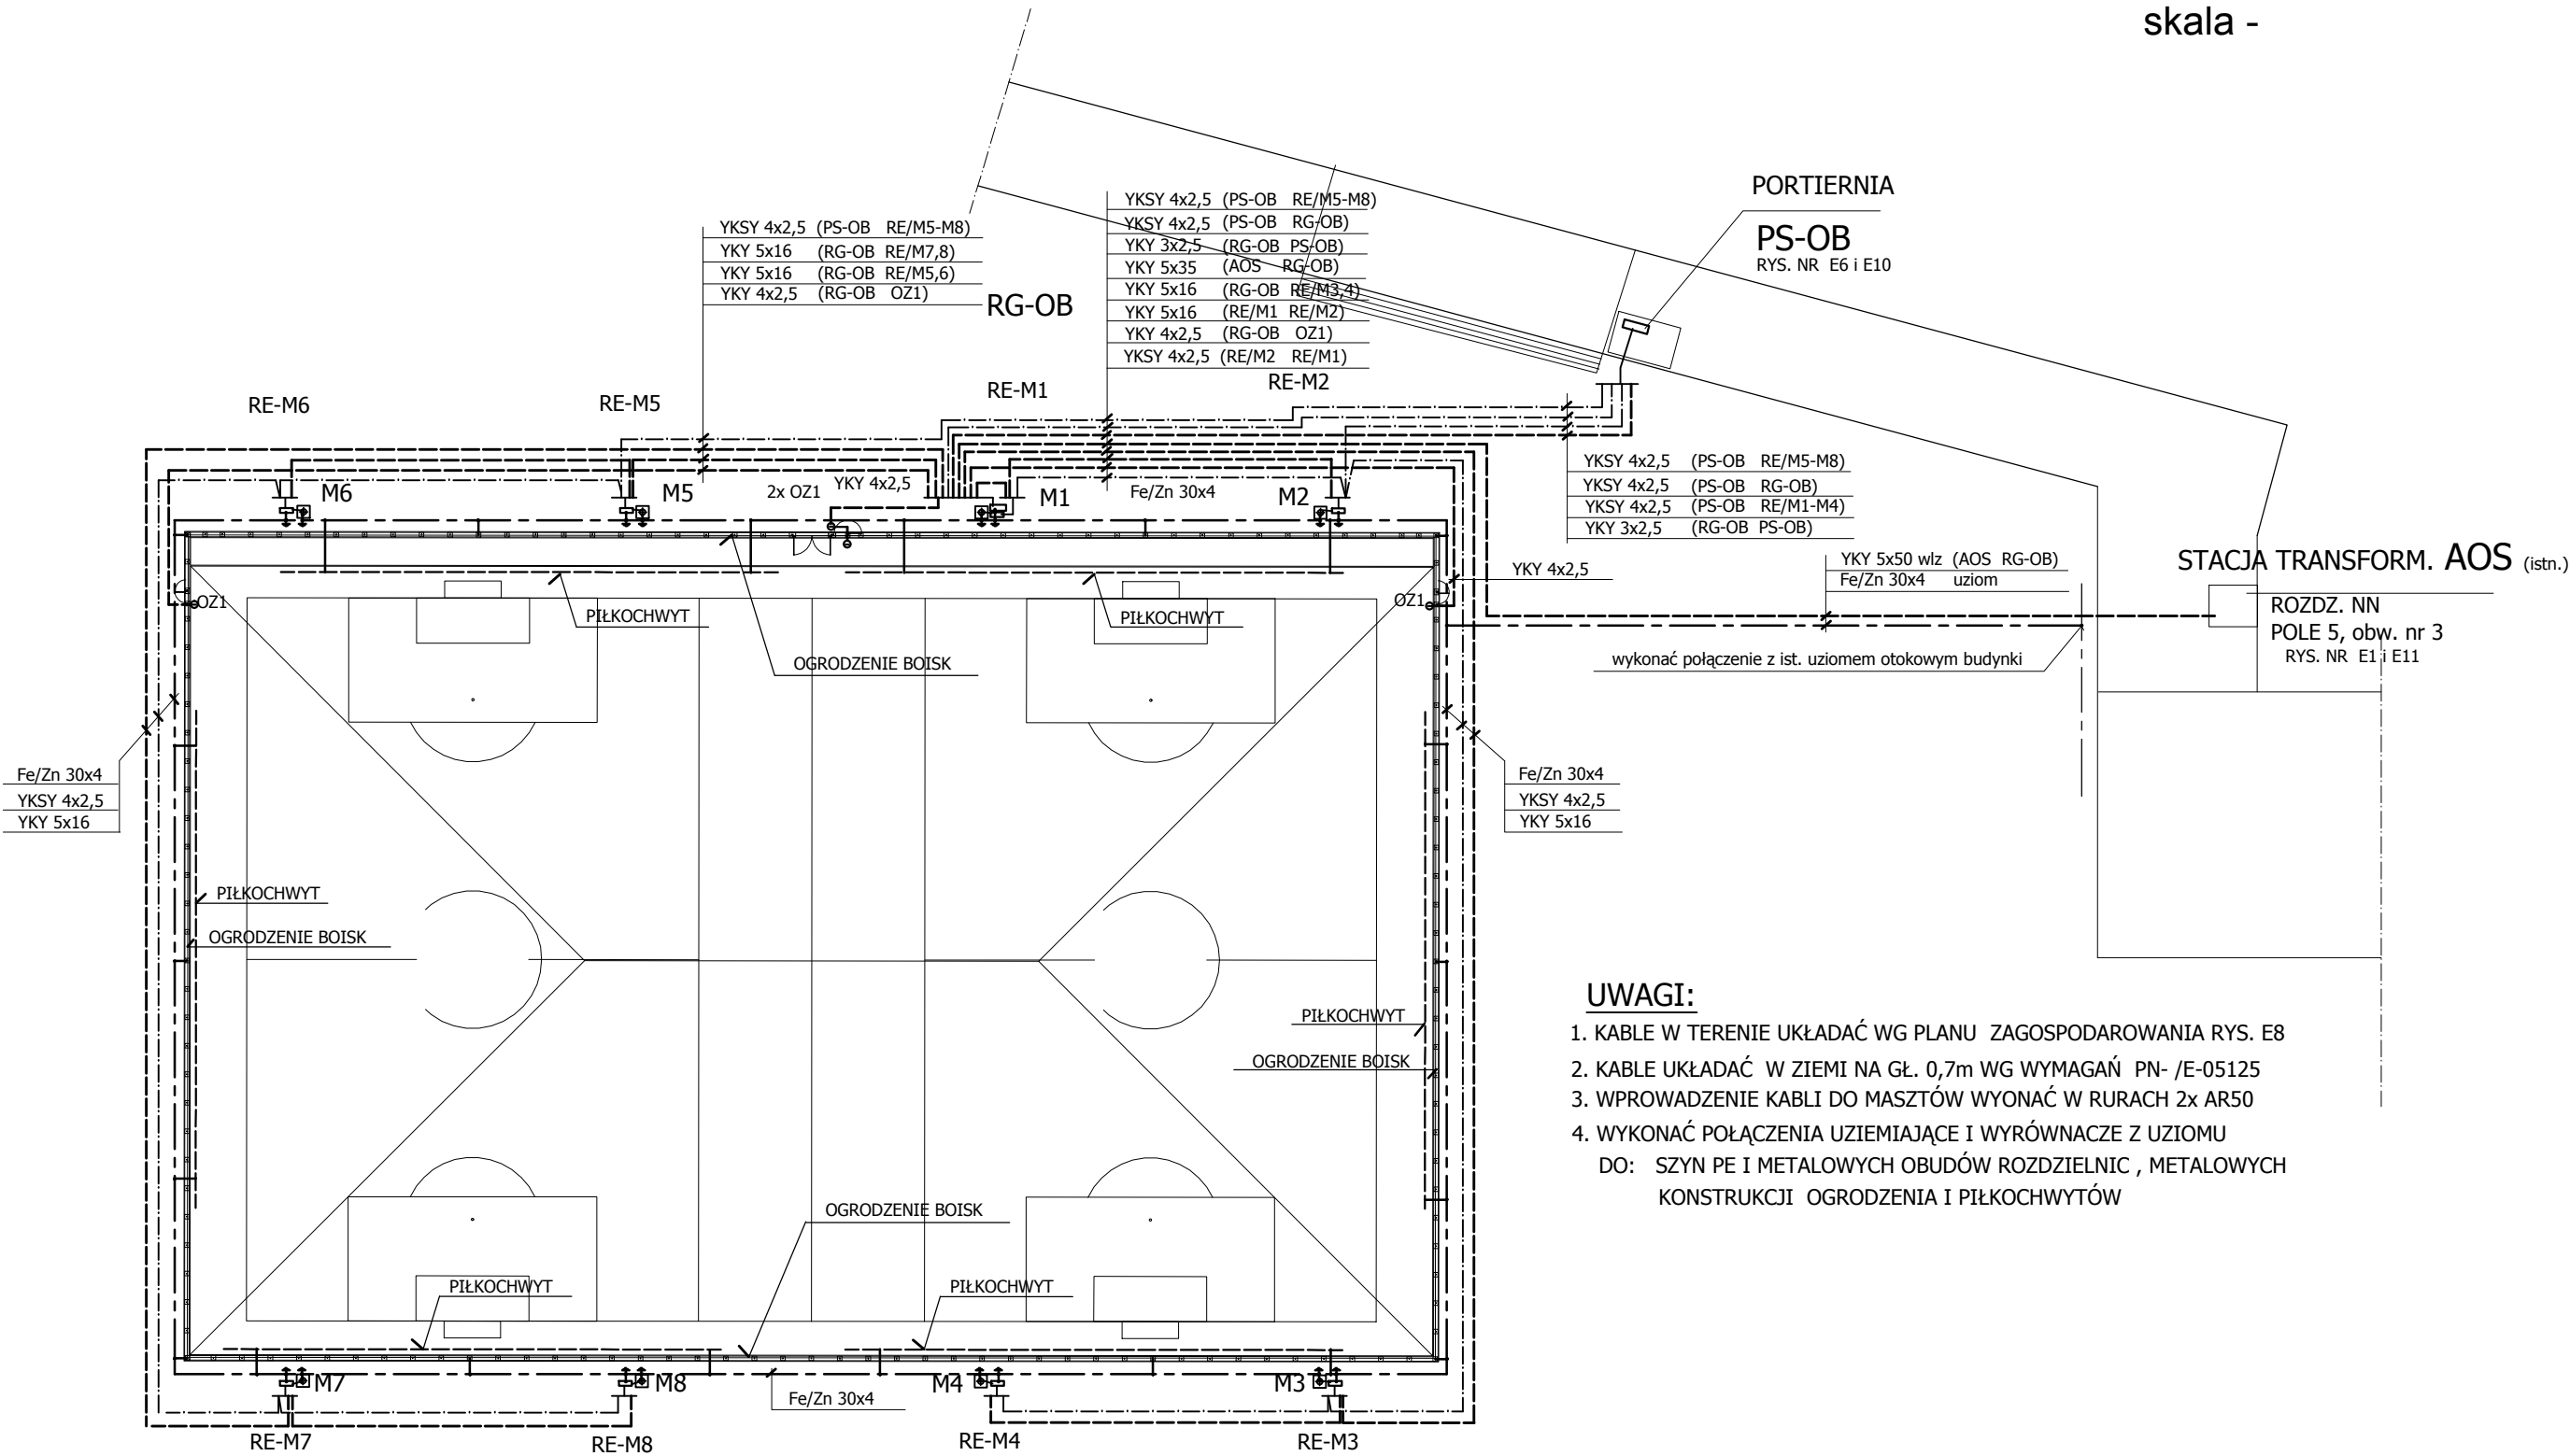 skala -
PORTIERNIA
PS-OB
RYS. NR E6 i E10
YKSY 4x2,5 (PS-OB RE/M5-M8)
YKY 5x16 (RG-OB RE/M7,8)
YKY 5x16 (RG-OB RE/M5,6)
YKY 4x2,5 (RG-OB OZ1)
RG-OB
YKSY 4x2,5 (PS-OB RE/M5-M8)
YKSY 4x2,5 (PS-OB RG-OB)
YKY 3x2,5 (RG-OB PS-OB)
YKY 5x35 (AOS RG-OB)
YKY 5x16 (RG-OB RE/M3,4)
YKY 5x16 (RE/M1 RE/M2)
YKY 4x2,5 (RG-OB OZ1)
YKSY 4x2,5 (RE/M2 RE/M1)
RE-M6
RE-M5
RE-M1
RE-M2
M6
M5
2x OZ1
YKY 4x2,5
M1
Fe/Zn 30x4
M2
YKSY 4x2,5 (PS-OB RE/M5-M8)
YKSY 4x2,5 (PS-OB RG-OB)
YKSY 4x2,5 (PS-OB RE/M1-M4)
YKY 3x2,5 (RG-OB PS-OB)
YKY 4x2,5
YKY 5x50 wlz (AOS RG-OB)
Fe/Zn 30x4 uziom
STACJA TRANSFORM. AOS (istn.)
ROZDZ. NN
POLE 5, obw. nr 3
RYS. NR E1 i E11
wykonać połączenie z ist. uziomem otokowym budynki
OZ1
OZ1
PIŁKOCHWYT
PIŁKOCHWYT
OGRODZENIE BOISK
Fe/Zn 30x4
YKSY 4x2,5
YKY 5x16
Fe/Zn 30x4
YKSY 4x2,5
YKY 5x16
PIŁKOCHWYT
OGRODZENIE BOISK
PIŁKOCHWYT
OGRODZENIE BOISK
UWAGI:
1. KABLE W TERENIE UKŁADAĆ WG PLANU ZAGOSPODAROWANIA RYS. E8
2. KABLE UKŁADAĆ W ZIEMI NA GŁ. 0,7m WG WYMAGAŃ PN- /E-05125
3. WPROWADZENIE KABLI DO MASZTÓW WYONAĆ W RURACH 2x AR50
4. WYKONAĆ POŁĄCZENIA UZIEMIAJĄCE I WYRÓWNACZE Z UZIOMU
DO: SZYN PE I METALOWYCH OBUDÓW ROZDZIELNIC , METALOWYCH
KONSTRUKCJI OGRODZENIA I PIŁKOCHWYTÓW
OGRODZENIE BOISK
PIŁKOCHWYT
PIŁKOCHWYT
M7
M8
M4
M3
Fe/Zn 30x4
RE-M7
RE-M8
RE-M4
RE-M3